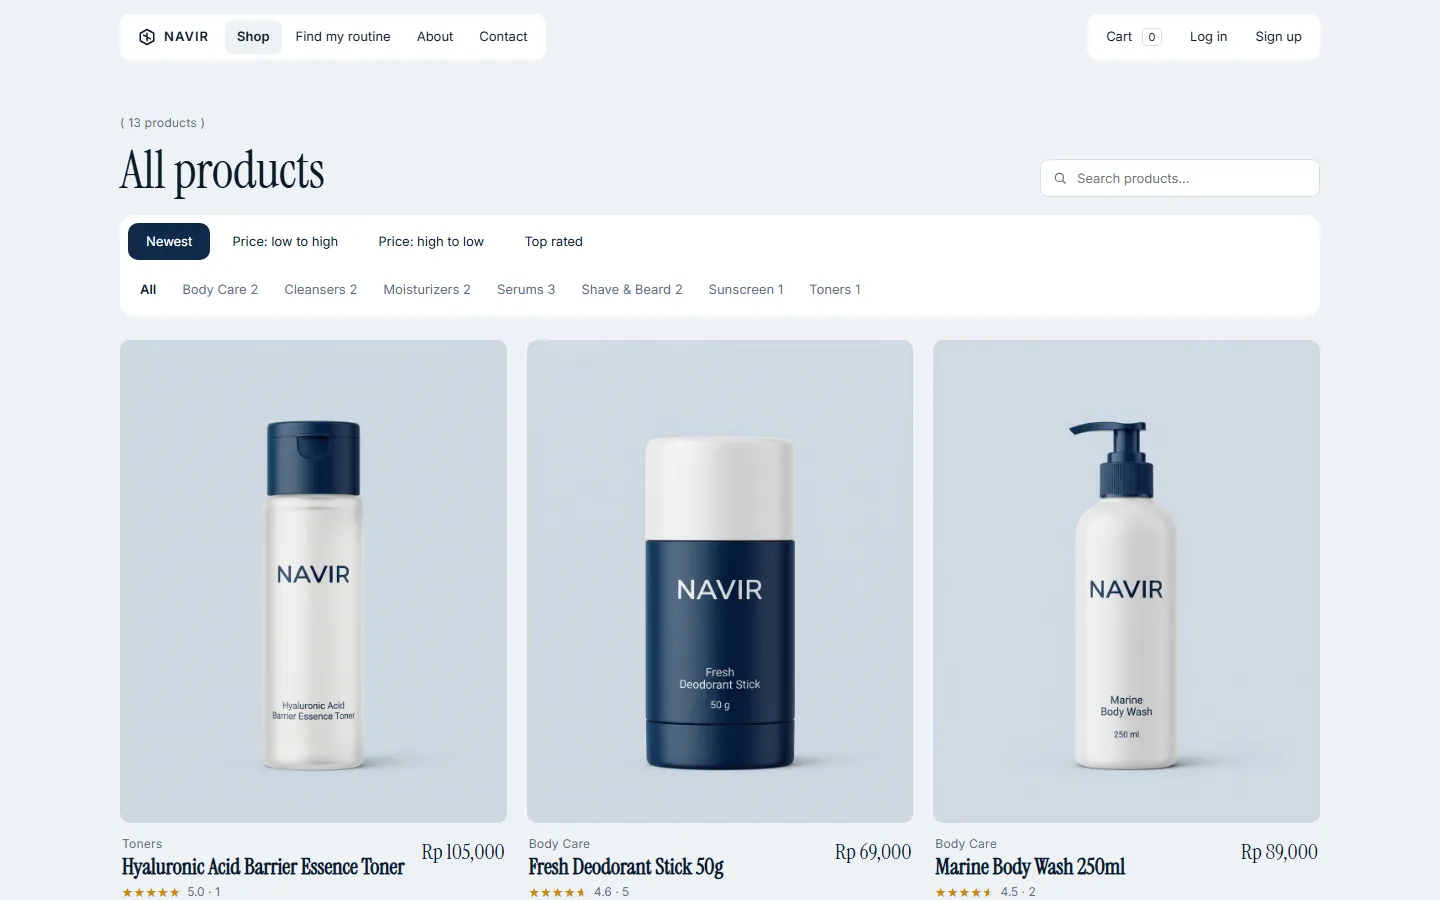 NAVIR Shop Find my routine About Contact Cart 0 Log in Sign up
( 13 products )
All products
Search products...
Newest Price: low to high Price: high to low Top rated
All Body Care 2 Cleansers 2 Moisturizers 2 Serums 3 Shave & Beard 2 Sunscreen 1 Toners 1
NAVIR
Hyaluronic Acid
Barrier Essence Toner
NAVIR
Fresh
Deodorant Stick
50 g
NAVIR
Marine
Body Wash
250 ml
Toners
Hyaluronic Acid Barrier Essence Toner
Rp 105,000
5.0 · 1
Body Care
Fresh Deodorant Stick 50g
Rp 69,000
4.6 · 5
Body Care
Marine Body Wash 250ml
Rp 89,000
4.5 · 2